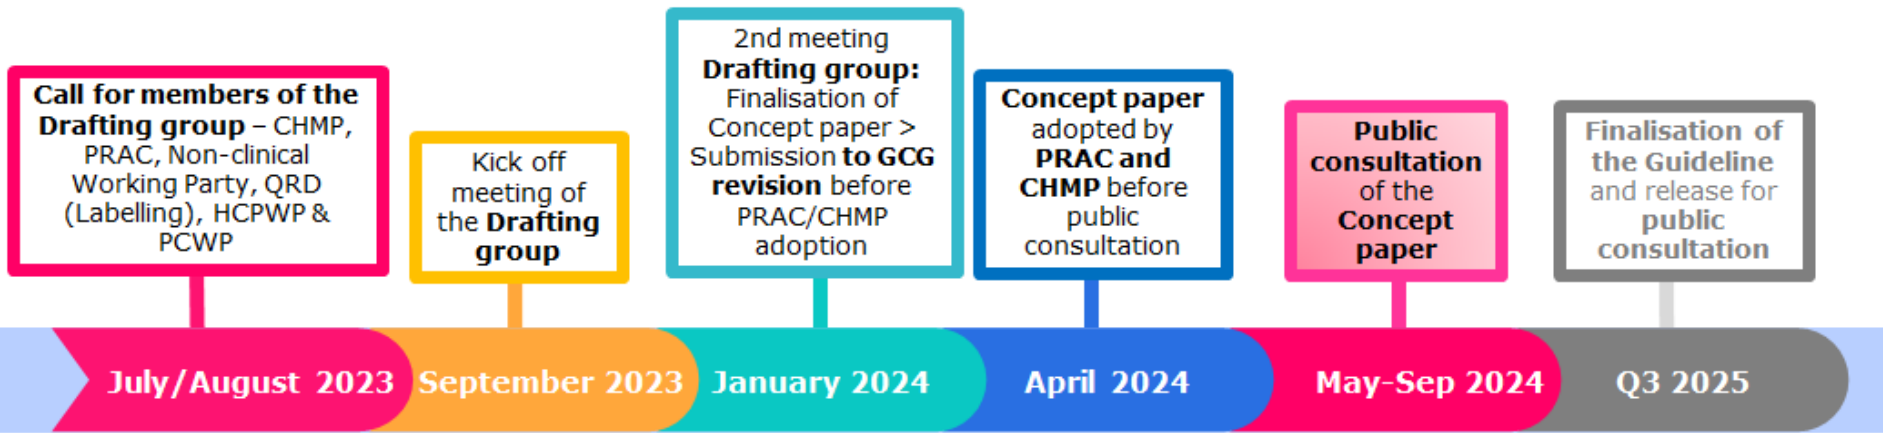 Call for members of the
Drafting group – CHMP,
PRAC, Non-clinical
Working Party, QRD
(Labelling), HCPWP &
PCWP
Kick off
meeting of
the Drafting
group
2nd meeting
Drafting group:
Finalisation of
Concept paper >
Submission to GCG
revision before
PRAC/CHMP
adoption
Concept paper
adopted by
PRAC and
CHMP before
public
consultation
Public
consultation
of the
Concept
paper
Finalisation of
the Guideline
and release for
public
consultation
July/August 2023
September 2023
January 2024
April 2024
May-Sep 2024
Q3 2025